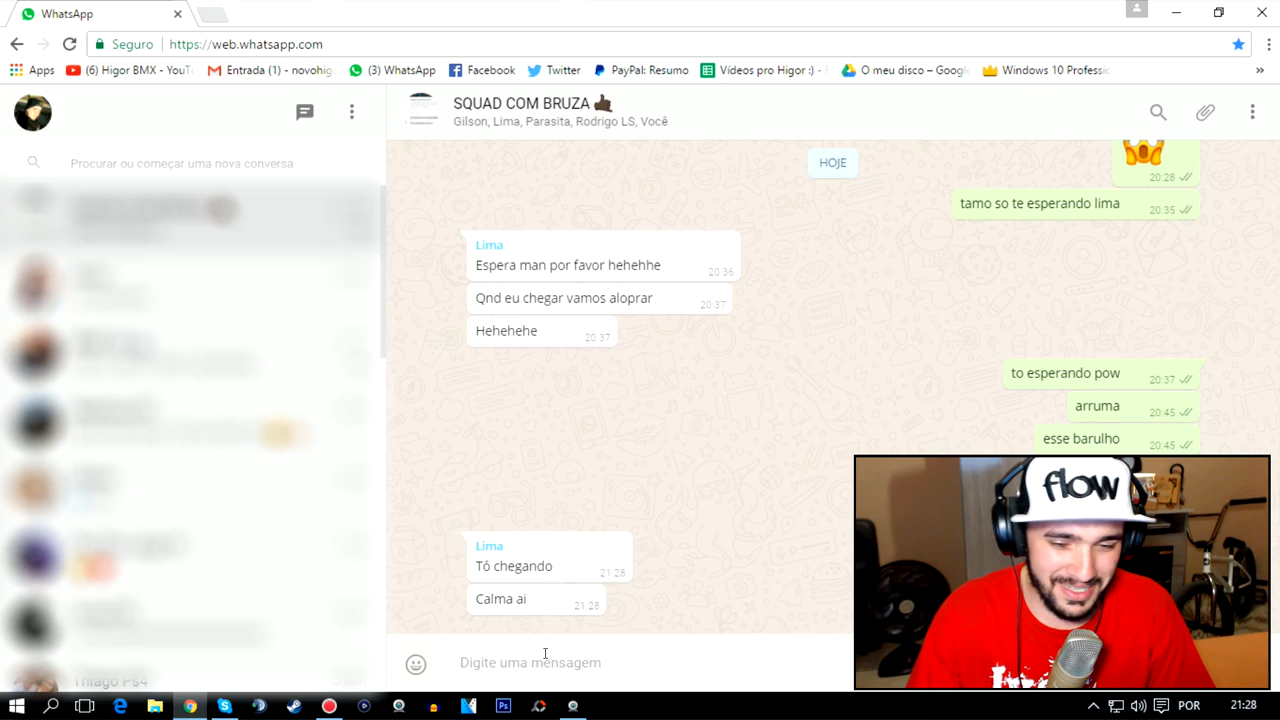 WhatsApp
Seguro https://web.whatsapp.com
Apps (6) Higor BMX - YouT Entrada (1) - novohig (3) WhatsApp Facebook Twitter PayPal: Resumo Vídeos pro Higor :) - F O meu disco – Google Windows 10 Professic »
SQUAD COM BRUZA
Gilson, Lima, Parasita, Rodrigo LS, Você
Procurar ou começar uma nova conversa
HOJE
20:28
tamo so te esperando lima 20:35
Lima
Espera man por favor hehehhe 20:36
Qnd eu chegar vamos aloprar 20:37
Hehehehe 20:37
to esperando pow 20:37
arruma 20:45
esse barulho 20:45
Lima
Tô chegando 21:28
Calma ai 21:28
Thiago Ps4
Digite uma mensagem
flow
POR 21:28